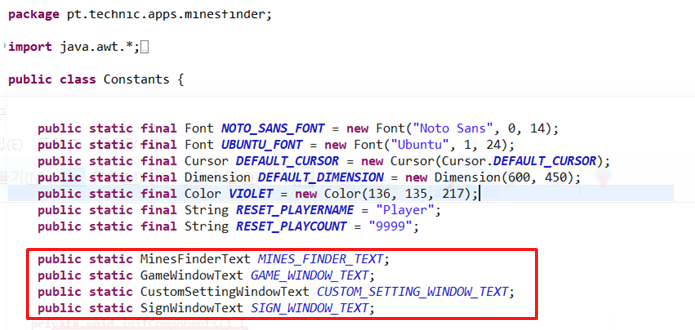 package pt.technic.apps.minesfinder;
import java.awt.*;
public class Constants {
public static final Font NOTO_SANS_FONT = new Font("Noto Sans", 0, 14);
public static final Font UBUNTU_FONT = new Font("Ubuntu", 1, 24);
public static final Cursor DEFAULT_CURSOR = new Cursor(Cursor.DEFAULT_CURSOR);
public static final Dimension DEFAULT_DIMENSION = new Dimension(600, 450);
public static final Color VIOLET = new Color(136, 135, 217);
public static final String RESET_PLAYERNAME = "Player";
public static final String RESET_PLAYCOUNT = "9999";
public static MinesFinderText MINES_FINDER_TEXT;
public static GameWindowText GAME_WINDOW_TEXT;
public static CustomSettingWindowText CUSTOM_SETTING_WINDOW_TEXT;
public static SignWindowText SIGN_WINDOW_TEXT;